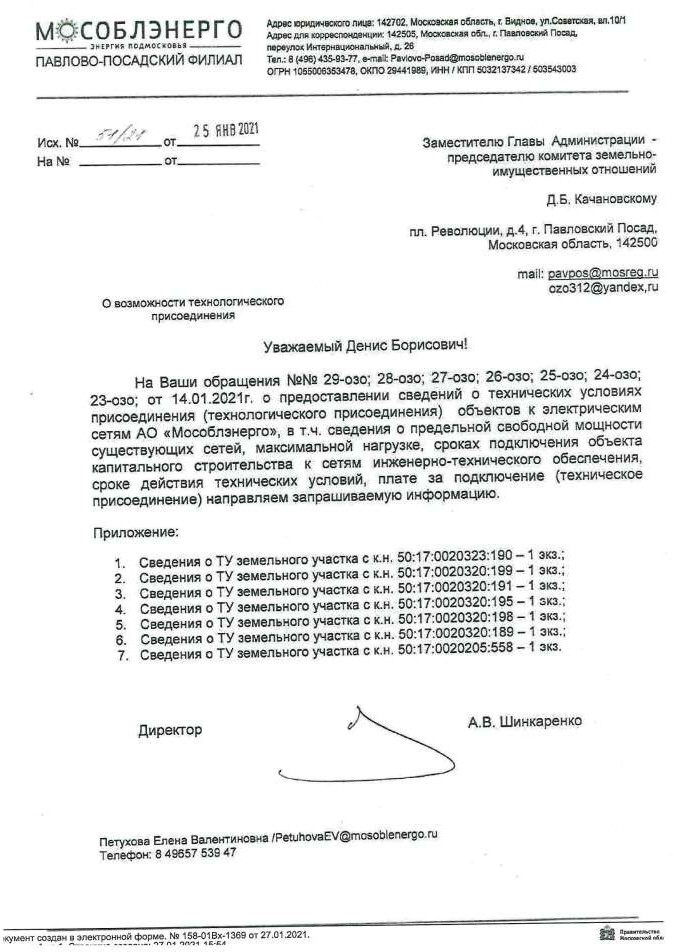 МОСОБЛЭНЕРГО
ЭНЕРГИЯ ПОДМОСКОВЬЯ
ПАВЛОВО-ПОСАДСКИЙ ФИЛИАЛ
Адрес юридического лица: 142702, Московская область, г. Видное, ул.Советская, вл.10/1
Адрес для корреспонденции: 142505, Московская обл., г. Павловский Посад,
переулок Интернациональный, д. 26
Тел.: 8 (496) 435-93-77, e-mail: Pavlovo-Posad@mosoblenergo.ru
ОГРН 1055006353478, ОКПО 29441989, ИНН / КПП 5032137342 / 503543003
Исх. № 51/21 от 25 ЯНВ 2021
На № от
Заместителю Главы Администрации -
председателю комитета земельно-
имущественных отношений
Д.Б. Качановскому
пл. Революции, д.4, г. Павловский Посад,
Московская область, 142500
mail: pavpos@mosreg.ru
ozo312@yandex,ru
О возможности технологического
присоединения
Уважаемый Денис Борисович!
На Ваши обращения №№ 29-озо; 28-озо; 27-озо; 26-озо; 25-озо; 24-озо;
23-озо; от 14.01.2021г. о предоставлении сведений о технических условиях
присоединения (технологического присоединения) объектов к электрическим
сетям АО «Мособлэнерго», в т.ч. сведения о предельной свободной мощности
существующих сетей, максимальной нагрузке, сроках подключения объекта
капитального строительства к сетям инженерно-технического обеспечения,
сроке действия технических условий, плате за подключение (техническое
присоединение) направляем запрашиваемую информацию.
Приложение:
1. Сведения о ТУ земельного участка с к.н. 50:17:0020323:190 – 1 экз.;
2. Сведения о ТУ земельного участка с к.н. 50:17:0020320:199 – 1 экз.;
3. Сведения о ТУ земельного участка с к.н. 50:17:0020320:191 – 1 экз.;
4. Сведения о ТУ земельного участка с к.н. 50:17:0020320:195 – 1 экз.;
5. Сведения о ТУ земельного участка с к.н. 50:17:0020320:198 – 1 экз.;
6. Сведения о ТУ земельного участка с к.н. 50:17:0020320:189 – 1 экз.;
7. Сведения о ТУ земельного участка с к.н. 50:17:0020205:558 – 1 экз.
Директор
А.В. Шинкаренко
Петухова Елена Валентиновна /PetuhovaEV@mosoblenergo.ru
Телефон: 8 49657 539 47
окумент создан в электронной форме. № 158-01Вх-1369 от 27.01.2021.
Правительство
Московской обл